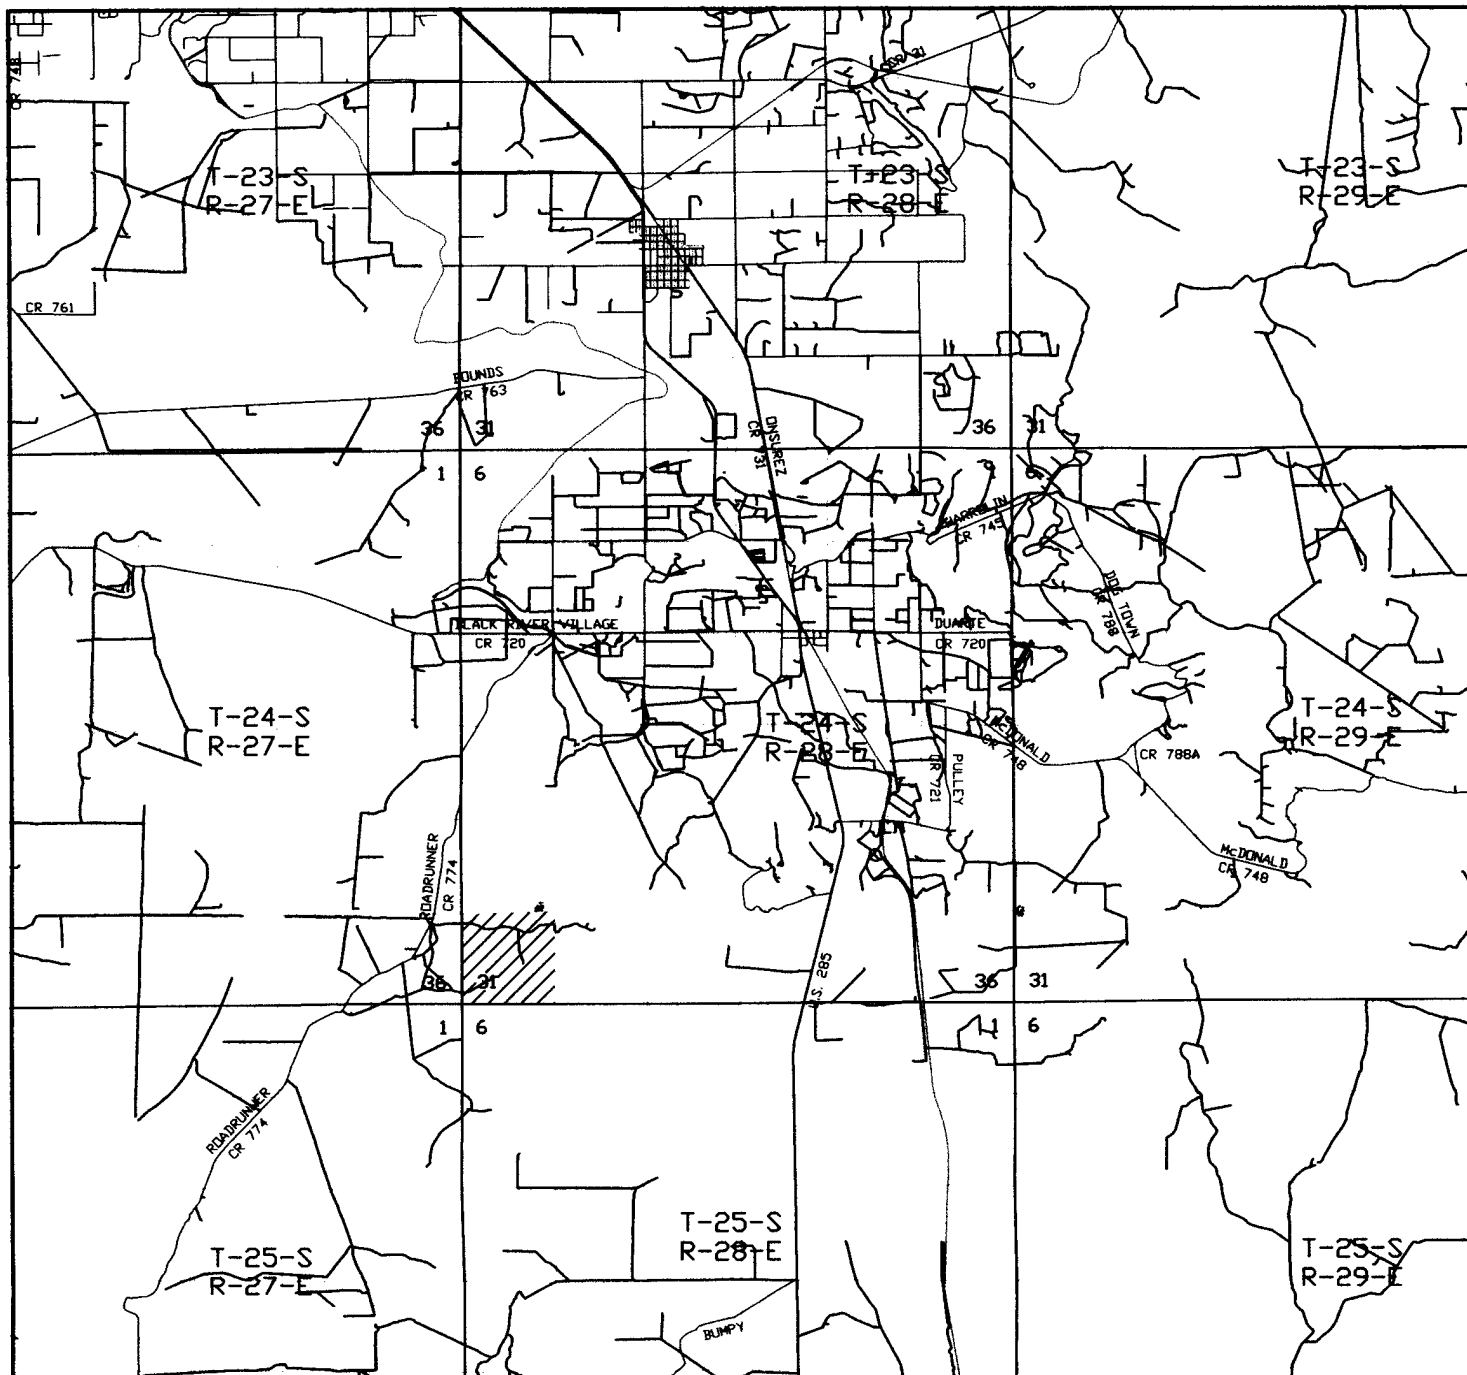 CR 748
CDR/21
T-23-S
R-27-E
T-23-S
R-28-E
T-23-S
R-29-E
CR 761
BOUNDS
CR 763
36 31
ONSUREZ
CR 731
36 31
1 6
1 6
HARROLIN
CR 745
DOG TOWN
CR 788
BLACK RIVER VILLAGE
CR 720
DUARTE
CR 720
T-24-S
R-27-E
T-24-S
R-28-E
McDONALD
CR 748
T-24-S
R-29-E
CR 788A
PULLEY
CR 721
ROADRUNNER
CR 774
McDONALD
CR 748
U.S. 285
36 31
36 31
1 6
1 6
ROADRUNNER
CR 774
T-25-S
R-27-E
T-25-S
R-28-E
T-25-S
R-29-E
BUMPY